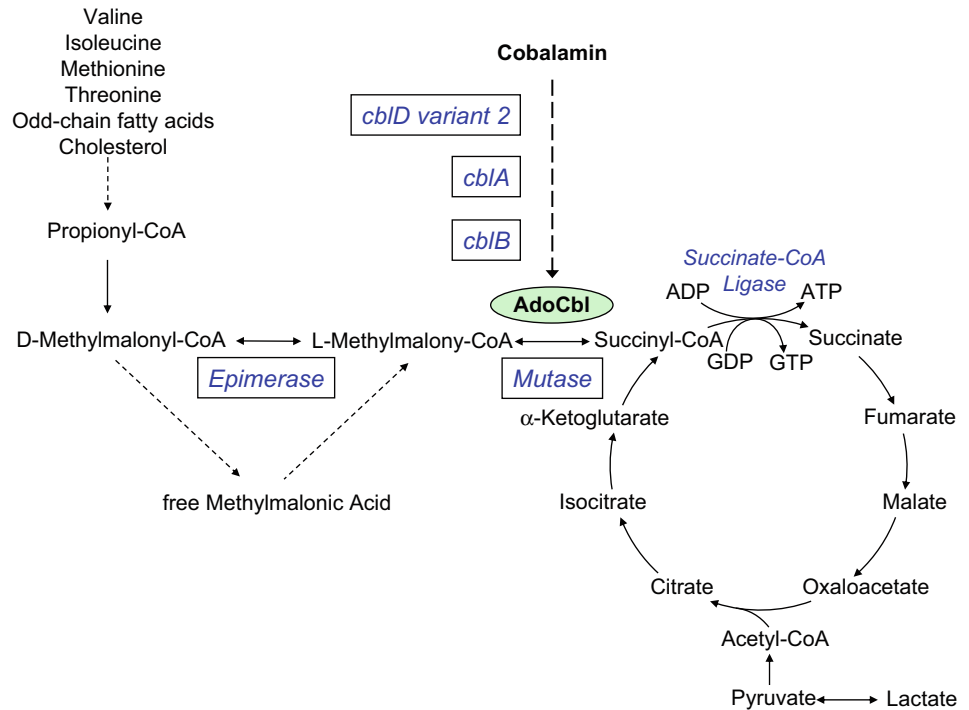 Valine
Isoleucine
Methionine
Threonine
Odd-chain fatty acids
Cholesterol
Propionyl-CoA
Cobalamin
cblD variant 2
cblA
cblB
AdoCbl
Succinate-CoA
Ligase
ADP
ATP
D-Methylmalonyl-CoA
L-Methylmalony-CoA
Succinyl-CoA
Succinate
GDP
GTP
Epimerase
Mutase
α-Ketoglutarate
Fumarate
free Methylmalonic Acid
Isocitrate
Malate
Citrate
Oxaloacetate
Acetyl-CoA
Pyruvate
Lactate